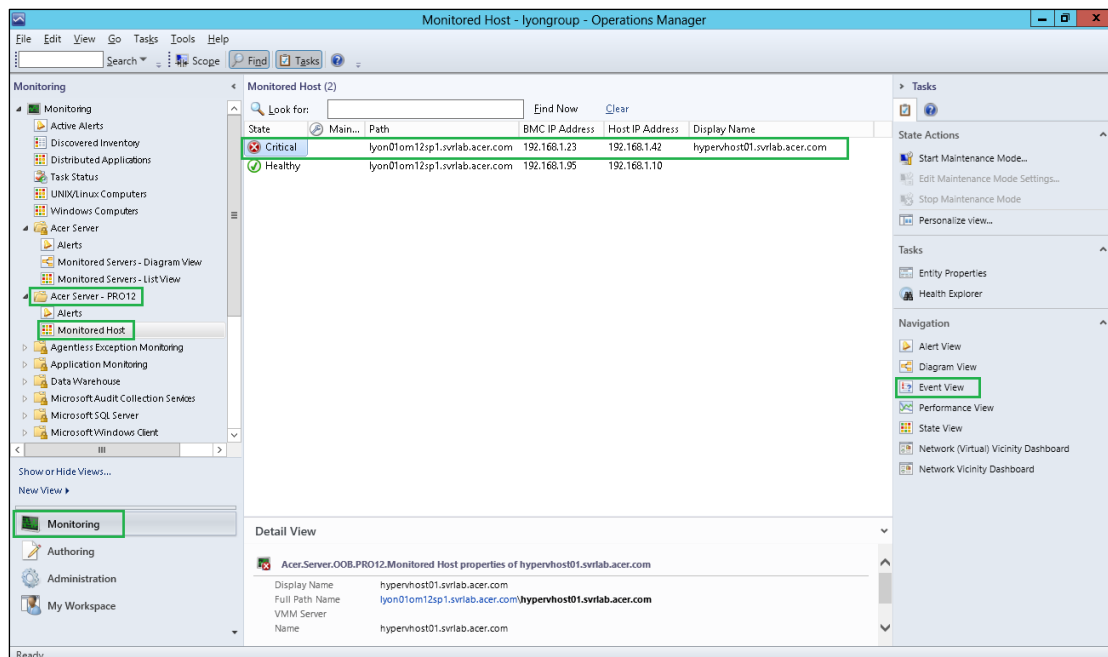 Monitored Host - lyongroup - Operations Manager
File Edit View Go Tasks Tools Help
Search Scope Find Tasks
Monitoring
Monitoring
Active Alerts
Discovered Inventory
Distributed Applications
Task Status
UNIX/Linux Computers
Windows Computers
Acer Server
Alerts
Monitored Servers - Diagram View
Monitored Servers - List View
Acer Server - PRO12
Alerts
Monitored Host
Agentless Exception Monitoring
Application Monitoring
Data Warehouse
Microsoft Audit Collection Services
Microsoft SQL Server
Microsoft Windows Client
Show or Hide Views...
New View
Monitoring
Authoring
Administration
My Workspace
Ready
Monitored Host (2)
Look for: Find Now Clear
State Main... Path BMC IP Address Host IP Address Display Name
Critical lyon01om12sp1.svrlab.acer.com 192.168.1.23 192.168.1.42 hypervhost01.svrlab.acer.com
Healthy lyon01om12sp1.svrlab.acer.com 192.168.1.95 192.168.1.10
Detail View
Acer.Server.OOB.PRO12.Monitored Host properties of hypervhost01.svrlab.acer.com
Display Name hypervhost01.svrlab.acer.com
Full Path Name lyon01om12sp1.svrlab.acer.com\hypervhost01.svrlab.acer.com
VMM Server
Name hypervhost01.svrlab.acer.com
Tasks
State Actions
Start Maintenance Mode...
Edit Maintenance Mode Settings...
Stop Maintenance Mode
Personalize view...
Tasks
Entity Properties
Health Explorer
Navigation
Alert View
Diagram View
Event View
Performance View
State View
Network (Virtual) Vicinity Dashboard
Network Vicinity Dashboard